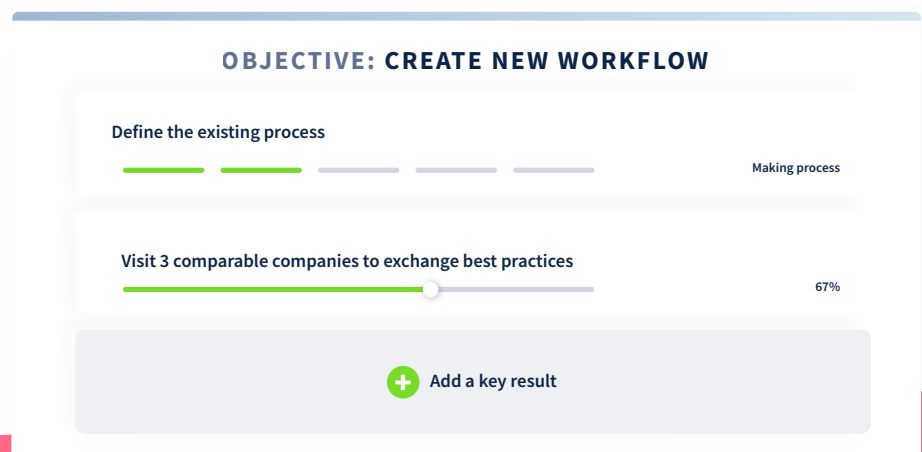 OBJECTIVE: CREATE NEW WORKFLOW
Define the existing process
Making process
Visit 3 comparable companies to exchange best practices
67%
Add a key result